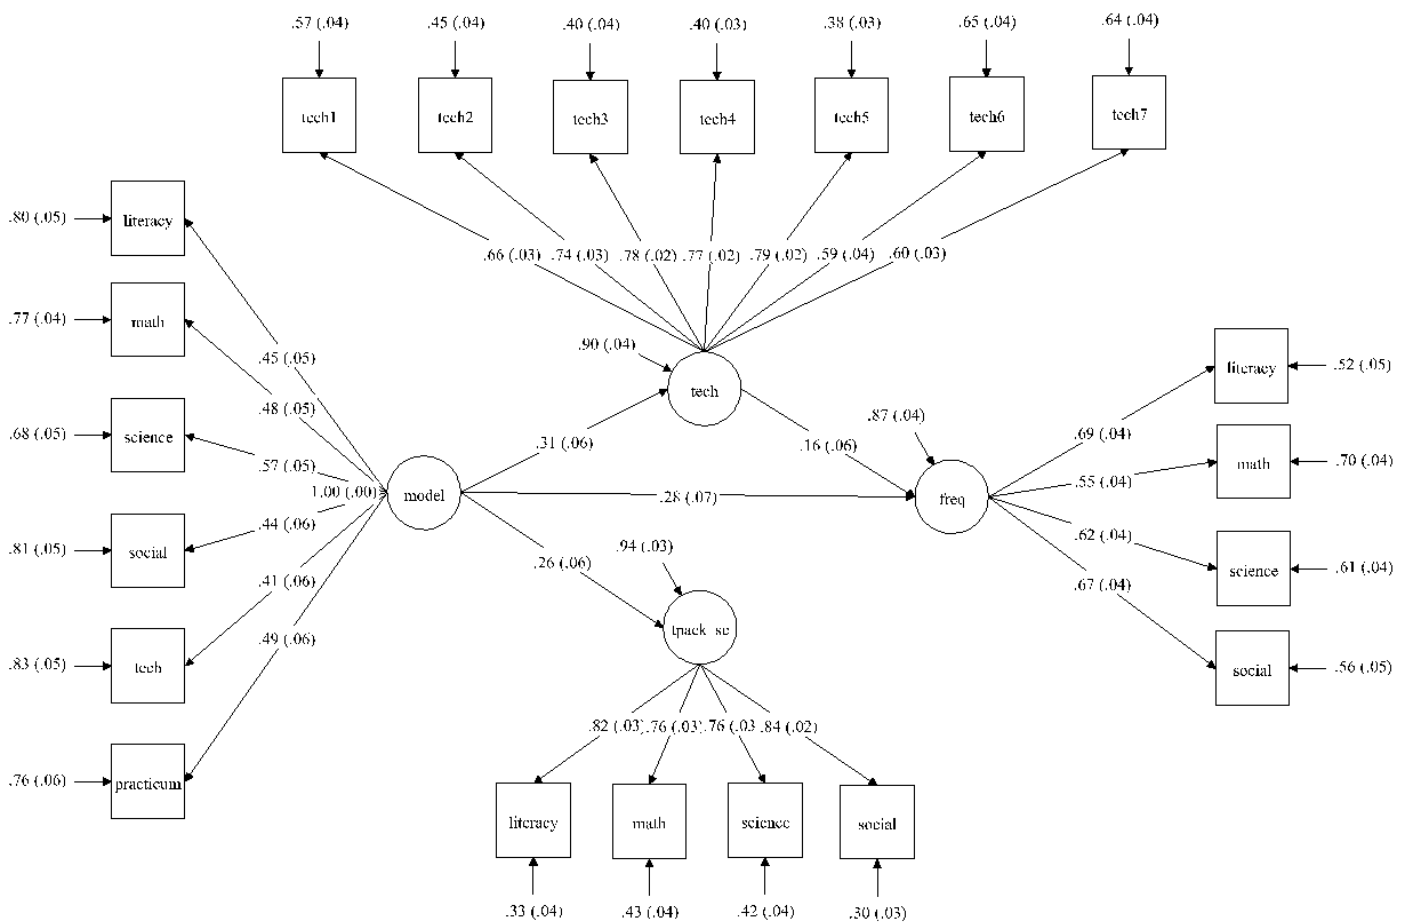 .57 (.04) .45 (.04) .40 (.04) .40 (.03) .38 (.03) .65 (.04) .64 (.04)
tech1 tech2 tech3 tech4 tech5 tech6 tech7
.80 (.05) literacy
.66 (.03) .74 (.03) .78 (.02) .77 (.02) .79 (.02) .59 (.04) .60 (.03)
.77 (.04) math
.90 (.04)
.45 (.05)
tech
literacy .52 (.05)
.48 (.05)
.87 (.04)
.68 (.05) science
.31 (.06) .16 (.06) .69 (.04)
.57 (.05)
math .70 (.04)
1.00 (.00) model
.28 (.07) freq .55 (.04)
.44 (.06)
.62 (.04)
.81 (.05) social
.94 (.03)
.26 (.06)
science .61 (.04)
.41 (.06)
.67 (.04)
tpack sc
.49 (.06)
.83 (.05) tech
social .56 (.05)
.82 (.03) .76 (.03) .76 (.03 .84 (.02)
.76 (.06) practicum
literacy math science social
.33 (.04) .43 (.04) .42 (.04) .30 (.03)